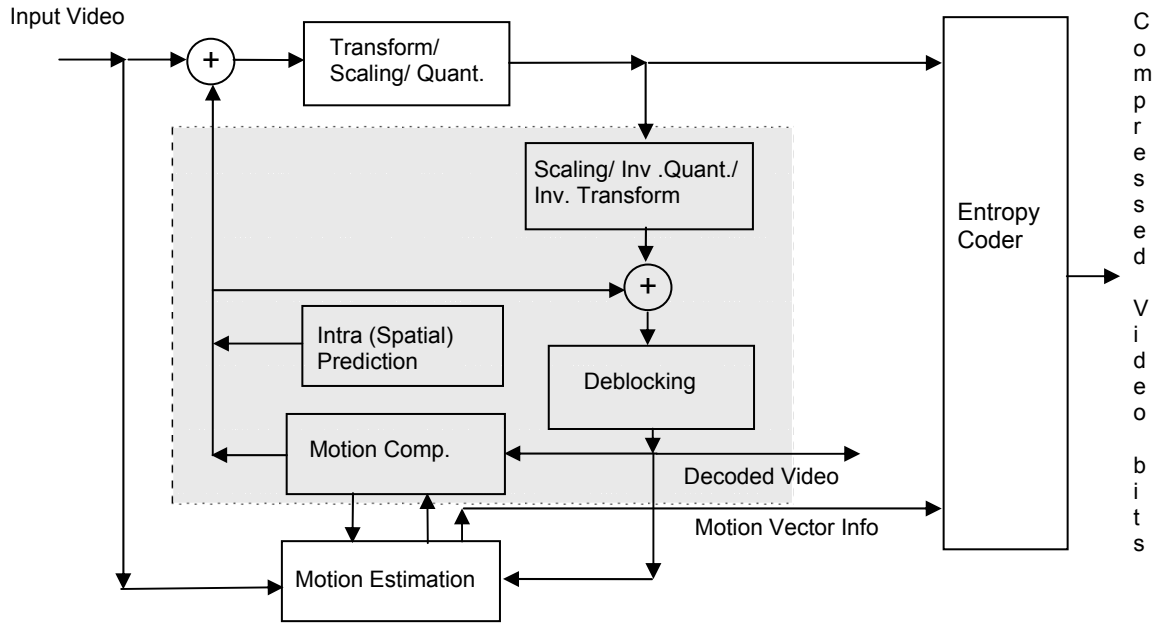 Input Video
+
Transform/
Scaling/ Quant.
Scaling/ Inv .Quant./
Inv. Transform
+
Intra (Spatial)
Prediction
Deblocking
Motion Comp.
Decoded Video
Motion Vector Info
Motion Estimation
Entropy
Coder
Compressed Video bits